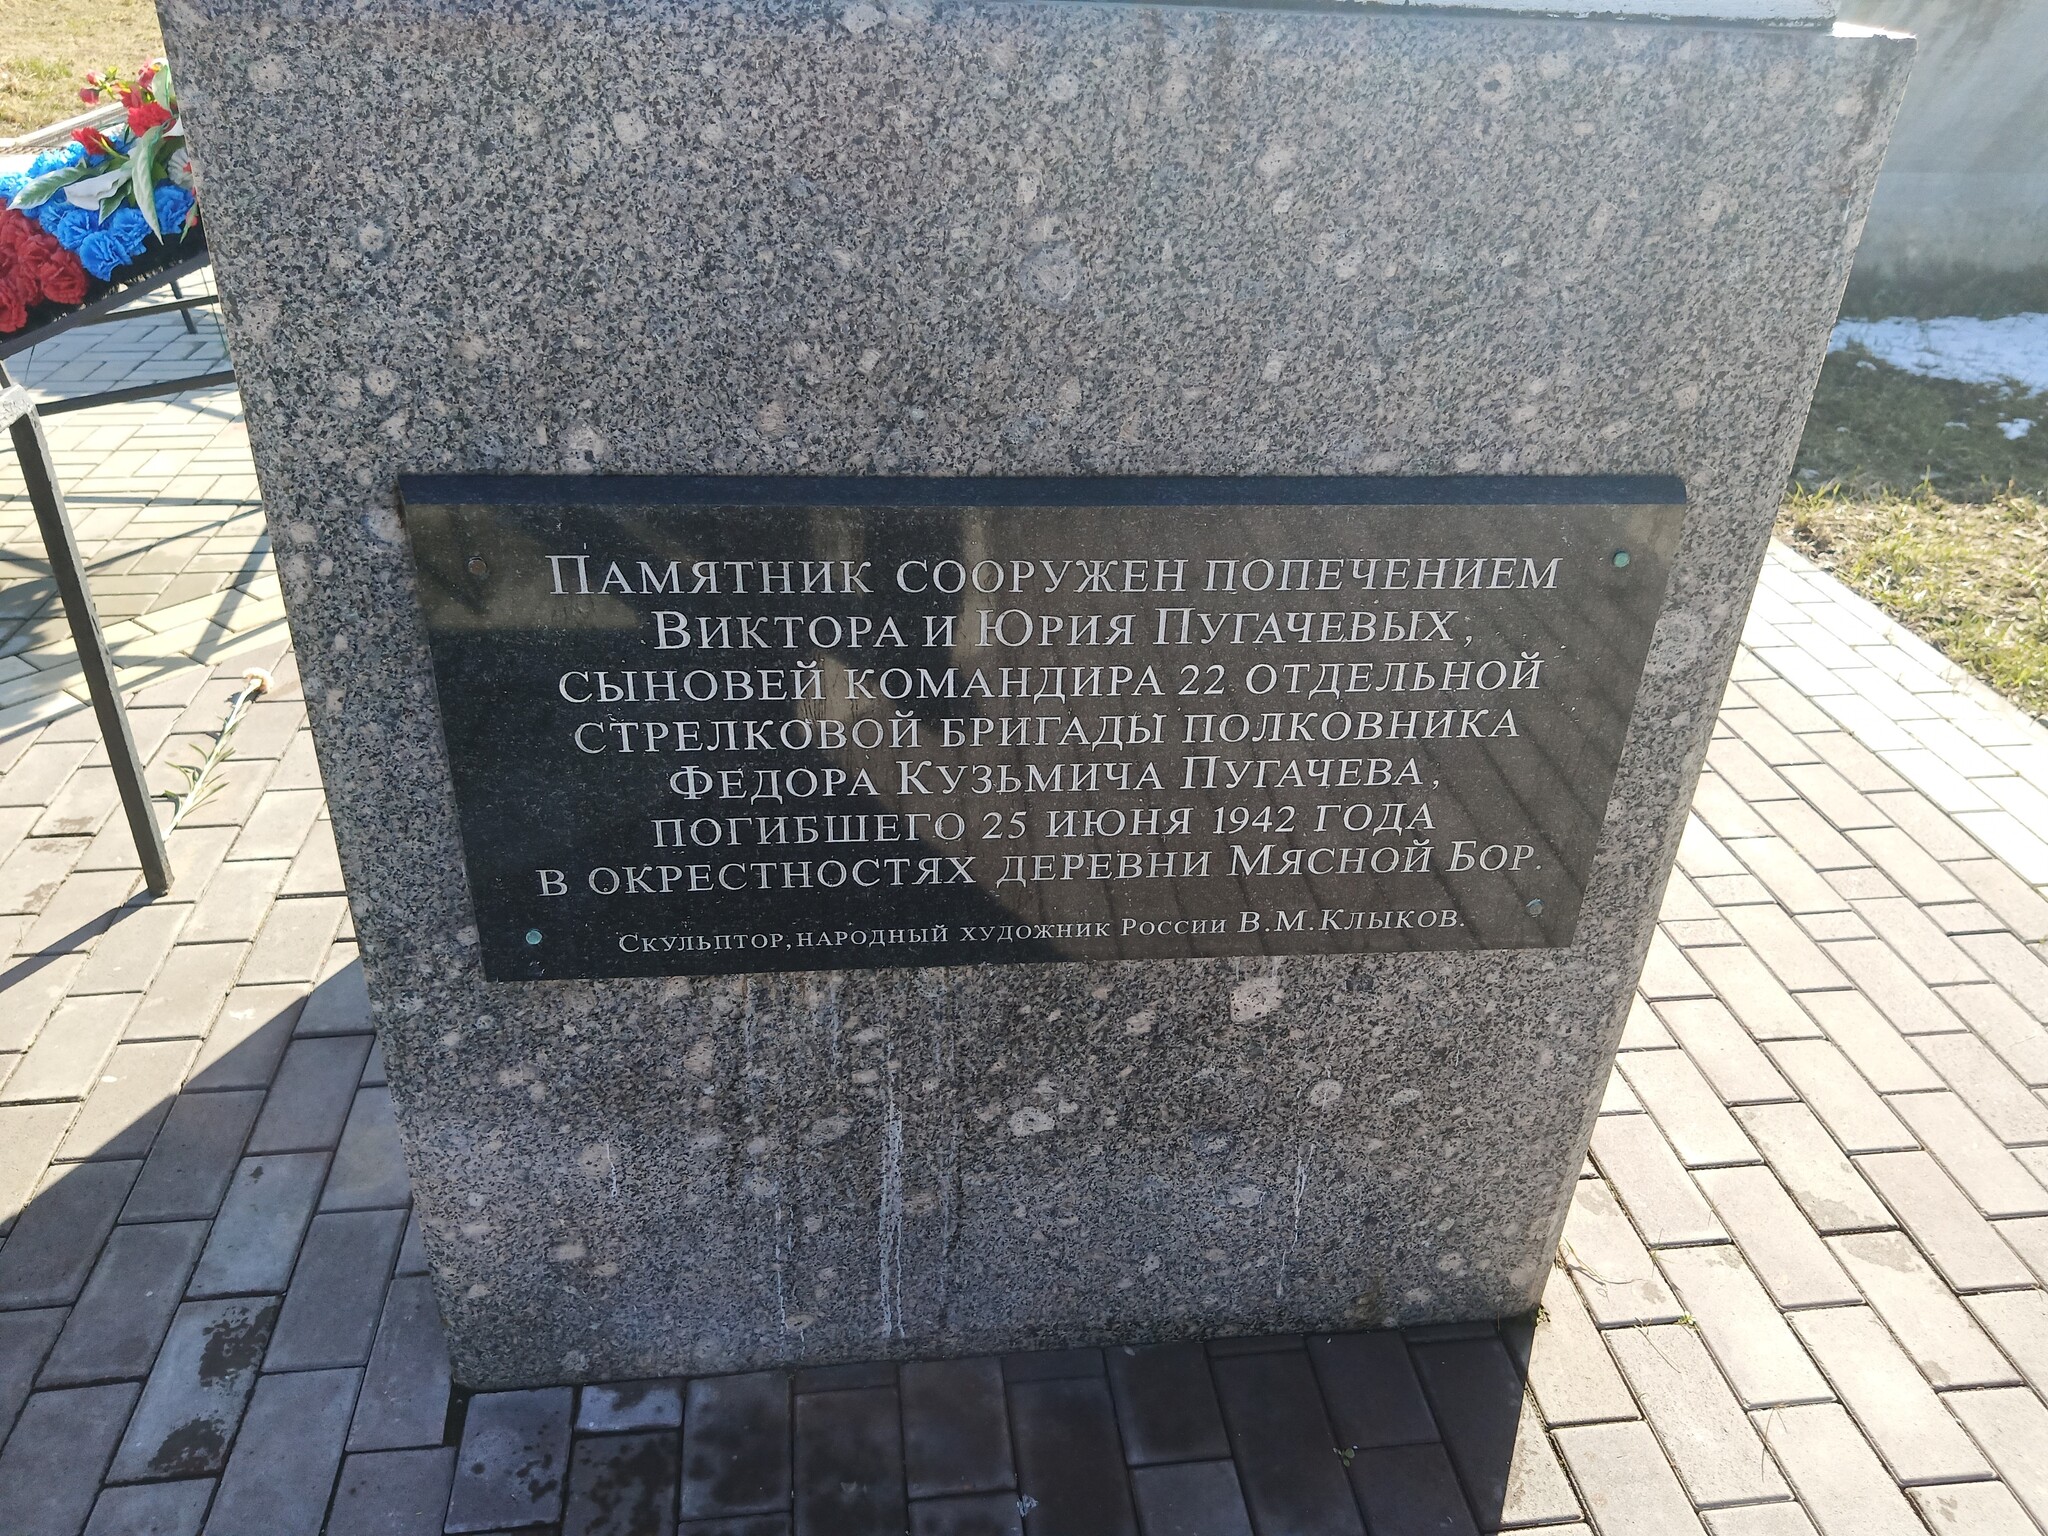 Памятник сооружен попечением
Виктора и Юрия Пугачевых,
сыновей командира 22 отдельной
стрелковой бригады полковника
Федора Кузьмича Пугачева,
погибшего 25 июня 1942 года
в окрестностях деревни Мясной Бор.
Скульптор, народный художник России В.М.Клыков.